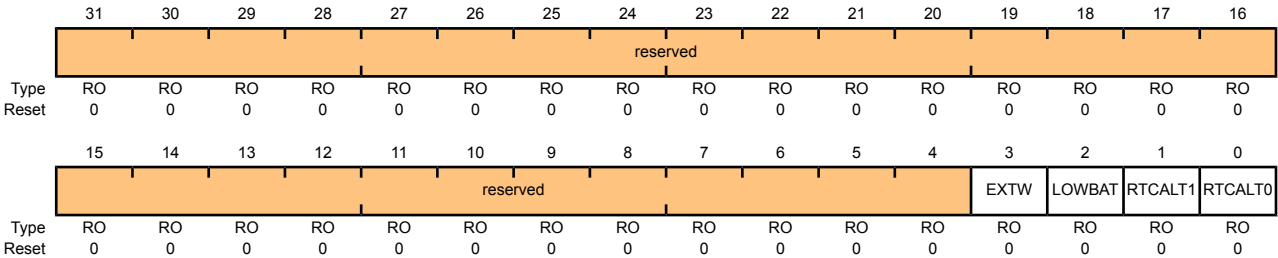 31 30 29 28 27 26 25 24 23 22 21 20 19 18 17 16
reserved
Type RO RO RO RO RO RO RO RO RO RO RO RO RO RO RO RO
Reset 0 0 0 0 0 0 0 0 0 0 0 0 0 0 0 0
15 14 13 12 11 10 9 8 7 6 5 4 3 2 1 0
reserved EXTW LOWBAT RTCALT1 RTCALT0
Type RO RO RO RO RO RO RO RO RO RO RO RO RO RO RO RO
Reset 0 0 0 0 0 0 0 0 0 0 0 0 0 0 0 0